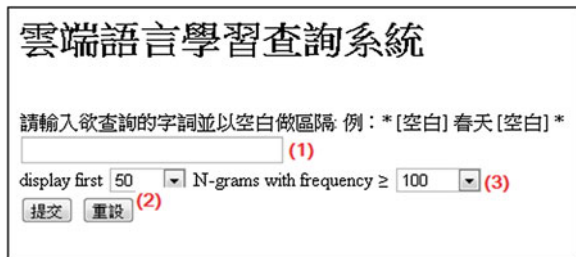 雲端語言學習查詢系統
請輸入欲查詢的字詞並以空白做區隔: 例：* [空白] 春天 [空白] *
(1)
display first 50 N-grams with frequency ≥ 100 (3)
提交 重設 (2)